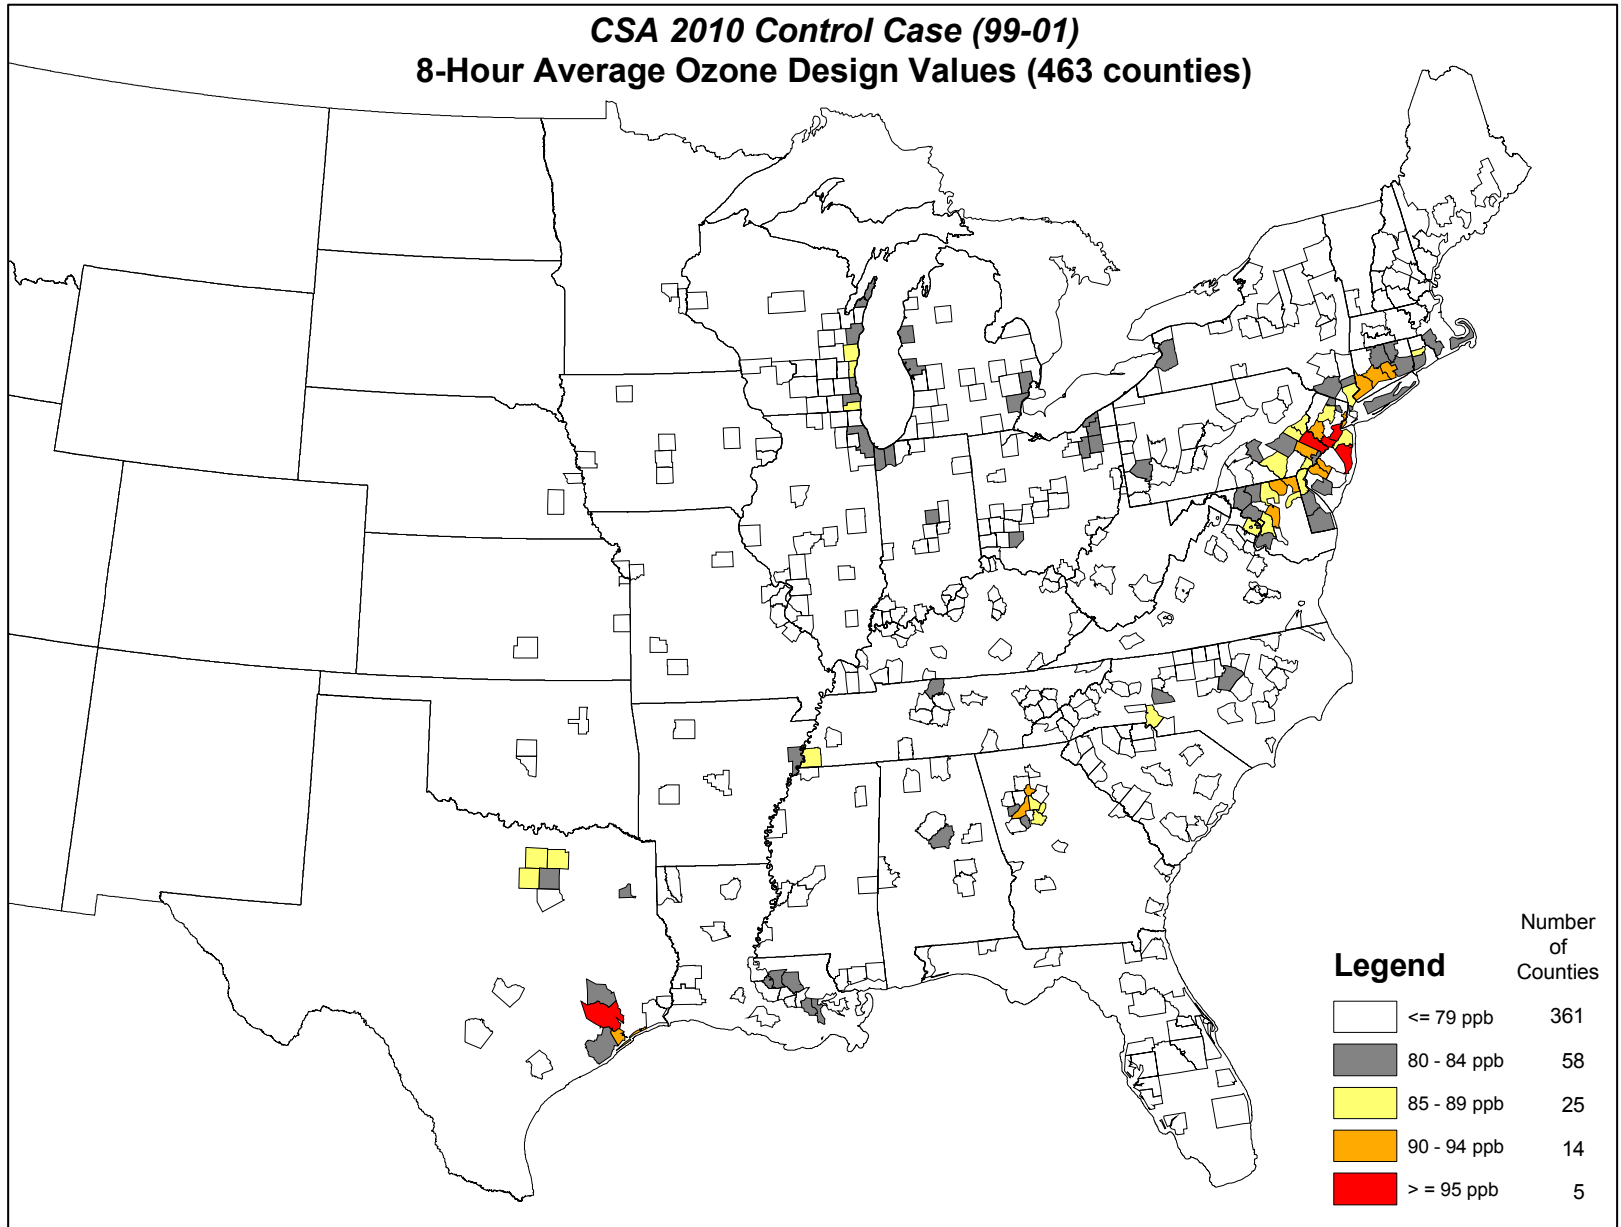 CSA 2010 Control Case (99-01)
8-Hour Average Ozone Design Values (463 counties)
Legend
Number
of
Counties
<= 79 ppb 361
80 - 84 ppb 58
85 - 89 ppb 25
90 - 94 ppb 14
> = 95 ppb 5